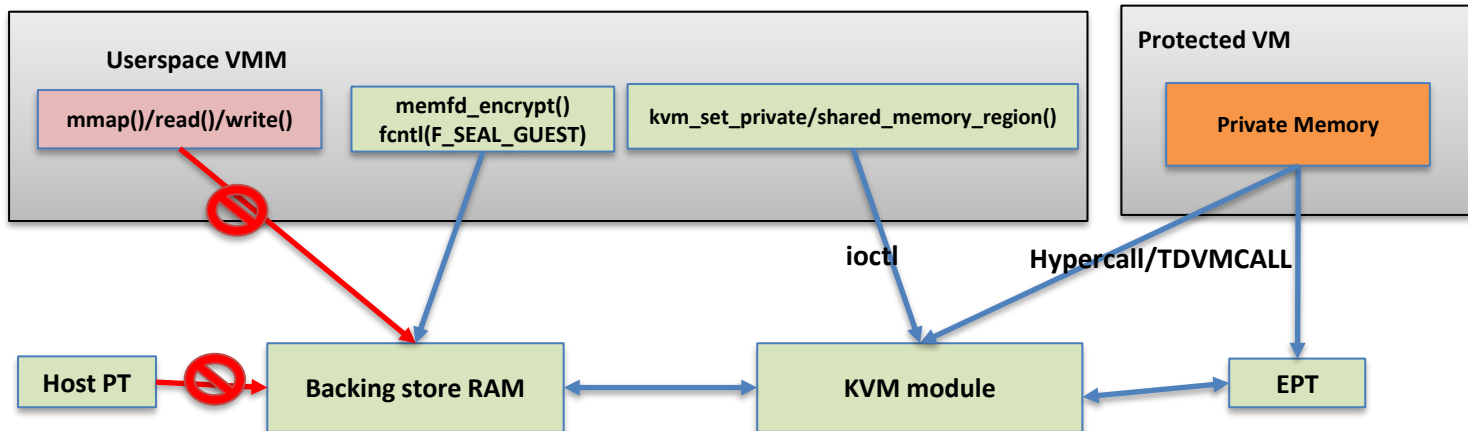 Userspace VMM
mmap()/read()/write()
memfd_encrypt()
fcntl(F_SEAL_GUEST)
kvm_set_private/shared_memory_region()
Protected VM
Private Memory
ioctl
Hypercall/TDVMCALL
Host PT
Backing store RAM
KVM module
EPT